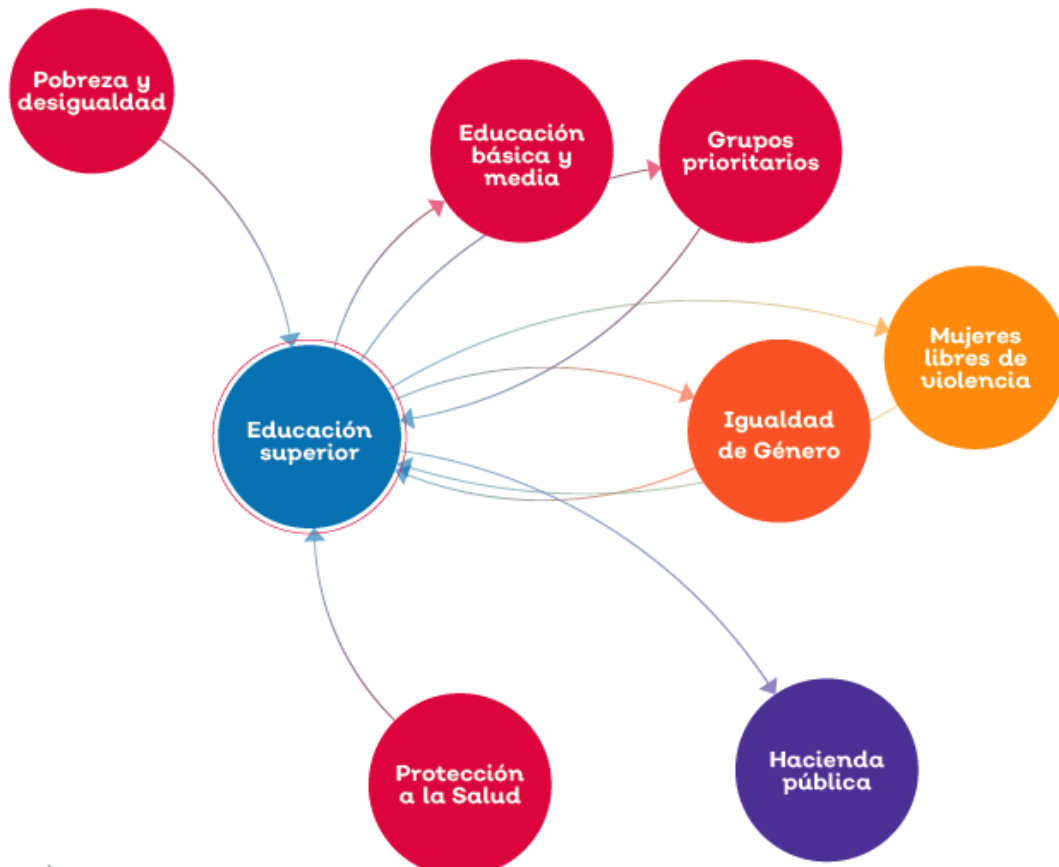 Pobreza y
desigualdad
Educación
básica y
media
Grupos
prioritarios
Mujeres
libres de
violencia
Igualdad
de Género
Educación
superior
Protección
a la Salud
Hacienda
pública